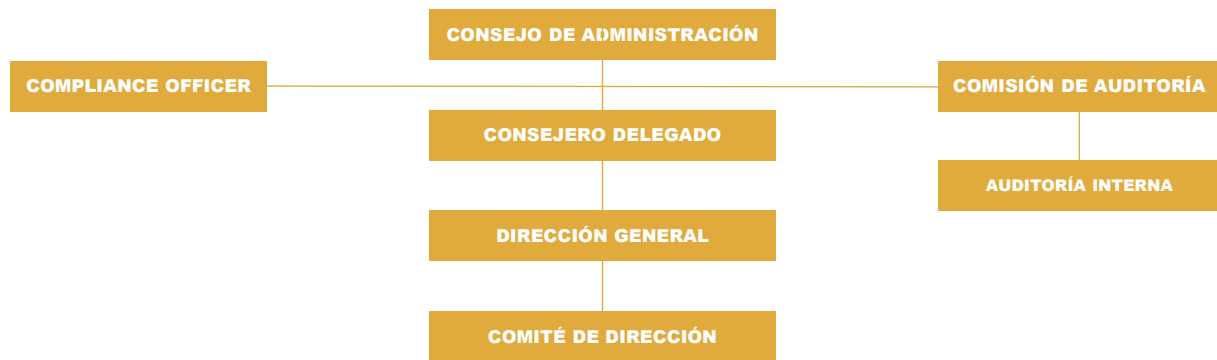 CONSEJO DE ADMINISTRACIÓN
COMPLIANCE OFFICER
COMISIÓN DE AUDITORÍA
CONSEJERO DELEGADO
AUDITORÍA INTERNA
DIRECCIÓN GENERAL
COMITÉ DE DIRECCIÓN